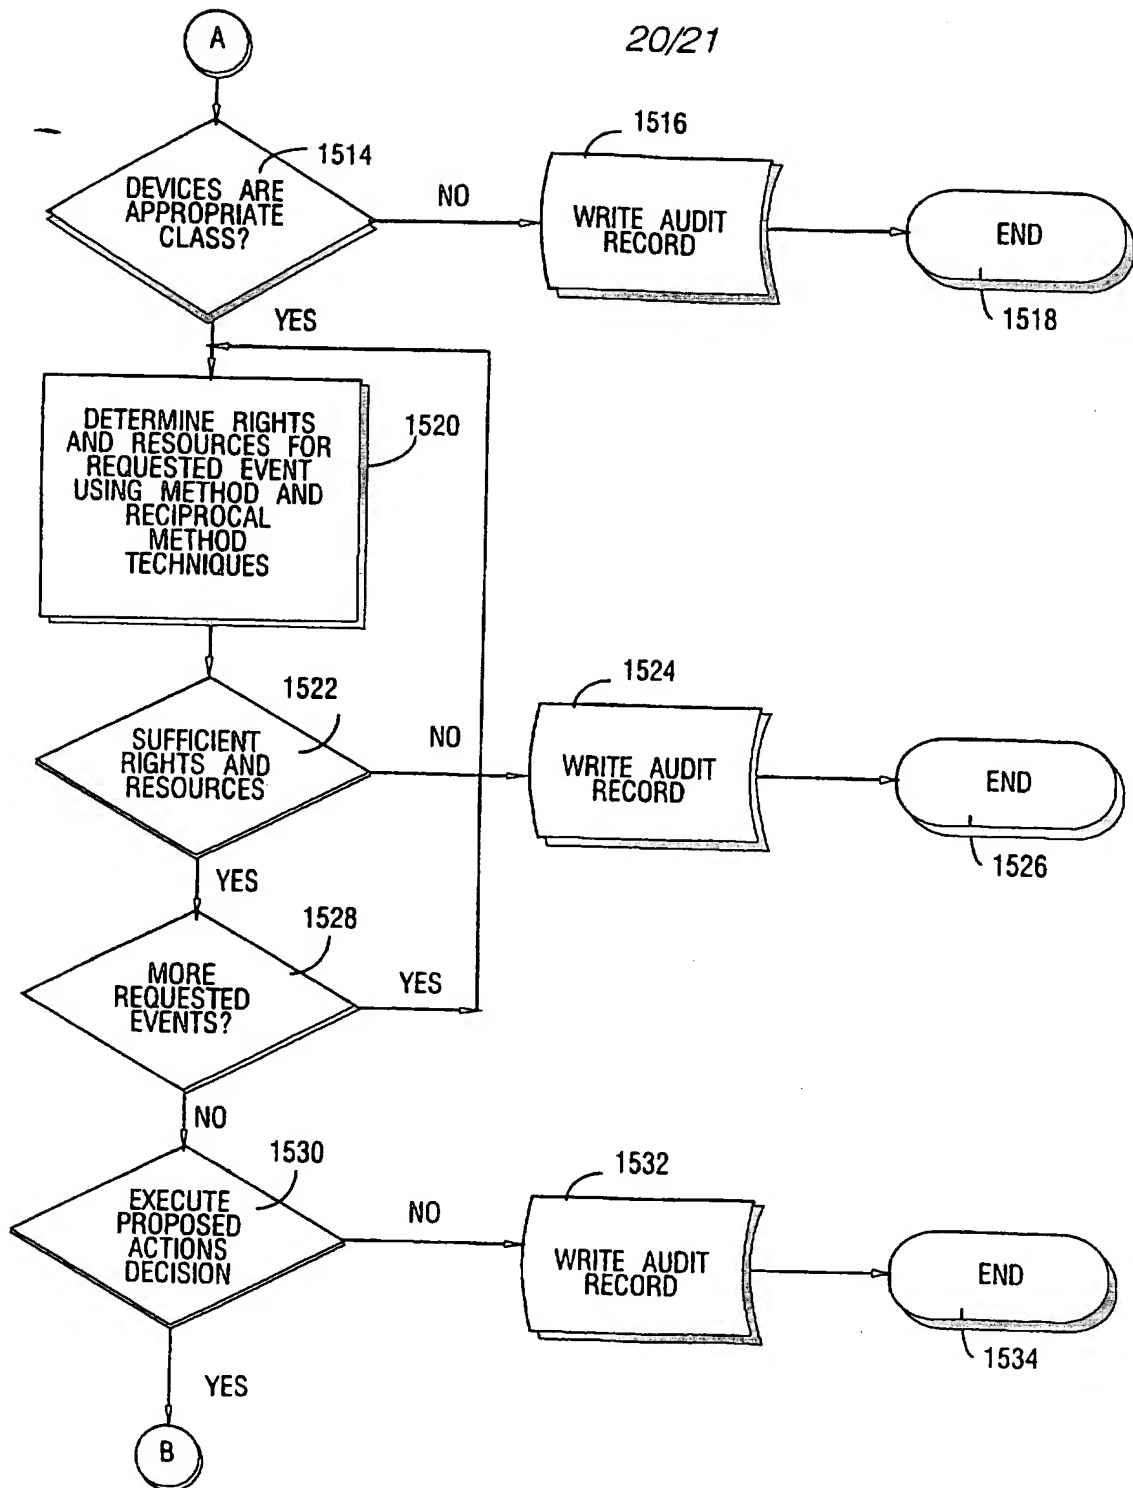 20/21
A
1514
DEVICES ARE
APPROPRIATE
CLASS?
NO
1516
WRITE AUDIT
RECORD
END
1518
YES
DETERMINE RIGHTS
AND RESOURCES FOR
REQUESTED EVENT
USING METHOD AND
RECIPROCAL
METHOD
TECHNIQUES
1520
1522
SUFFICIENT
RIGHTS AND
RESOURCES
NO
1524
WRITE AUDIT
RECORD
END
1526
YES
1528
MORE
REQUESTED
EVENTS?
YES
NO
1530
EXECUTE
PROPOSED
ACTIONS
DECISION
NO
1532
WRITE AUDIT
RECORD
END
1534
YES
B